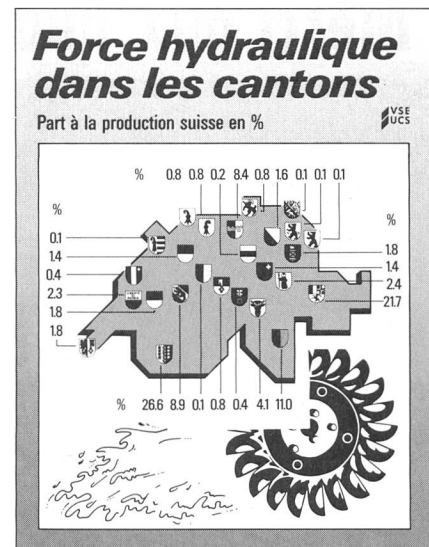 Force hydraulique
dans les cantons
Part à la production suisse en %
VSE
UCS
% 0.8 0.8 0.2 8.4 0.8 1.6 0.1 0.1 0.1
% %
0.1 1.8
1.4 1.4
0.4 2.4
2.3 21.7
1.8
1.8
% 26.6 8.9 0.1 0.8 0.4 4.1 11.0